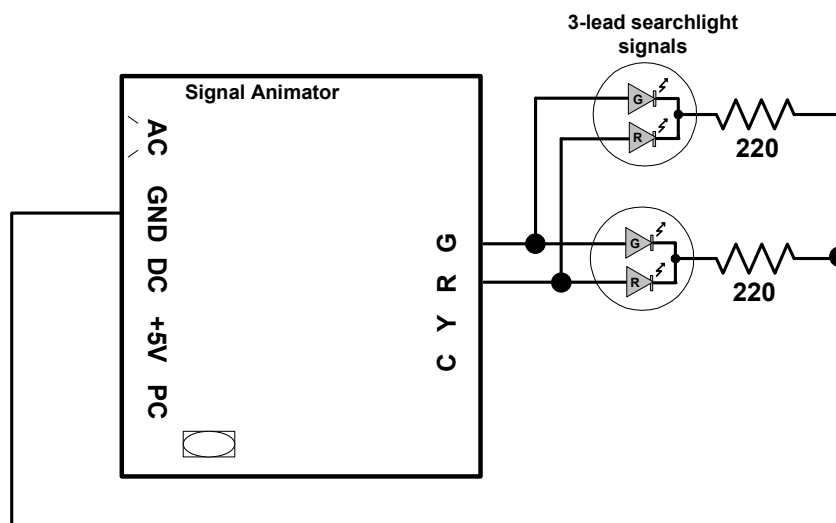 3-lead searchlight
signals
Signal Animator
AC
GND
DC
+5V
PC
G
R
Y
C
G
R
220
G
R
220